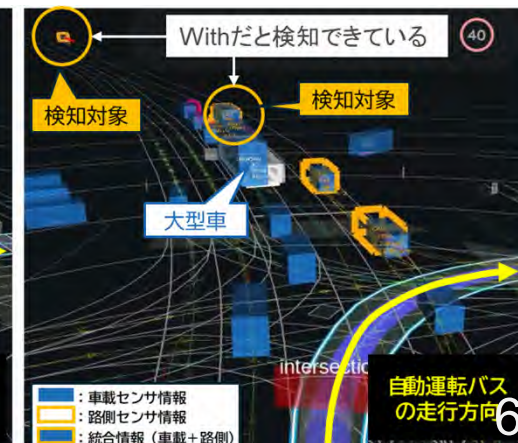 Withだと検知できている
40
検知対象
検知対象
大型車
intersectio
：車載センサ情報
：路側センサ情報
：統合情報（車載＋路側）
自動運転バス
の走行方向
6